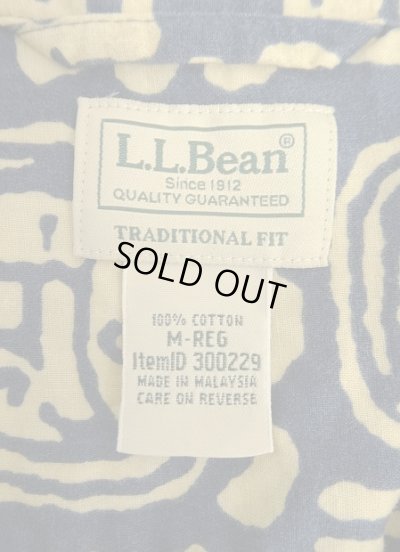 L.L.Bean®
Since 1912
QUALITY GUARANTEED
TRADITIONAL FIT
SOLD OUT
100% COTTON
M-REG
ItemID 300229
MADE IN MALAYSIA
CARE ON REVERSE